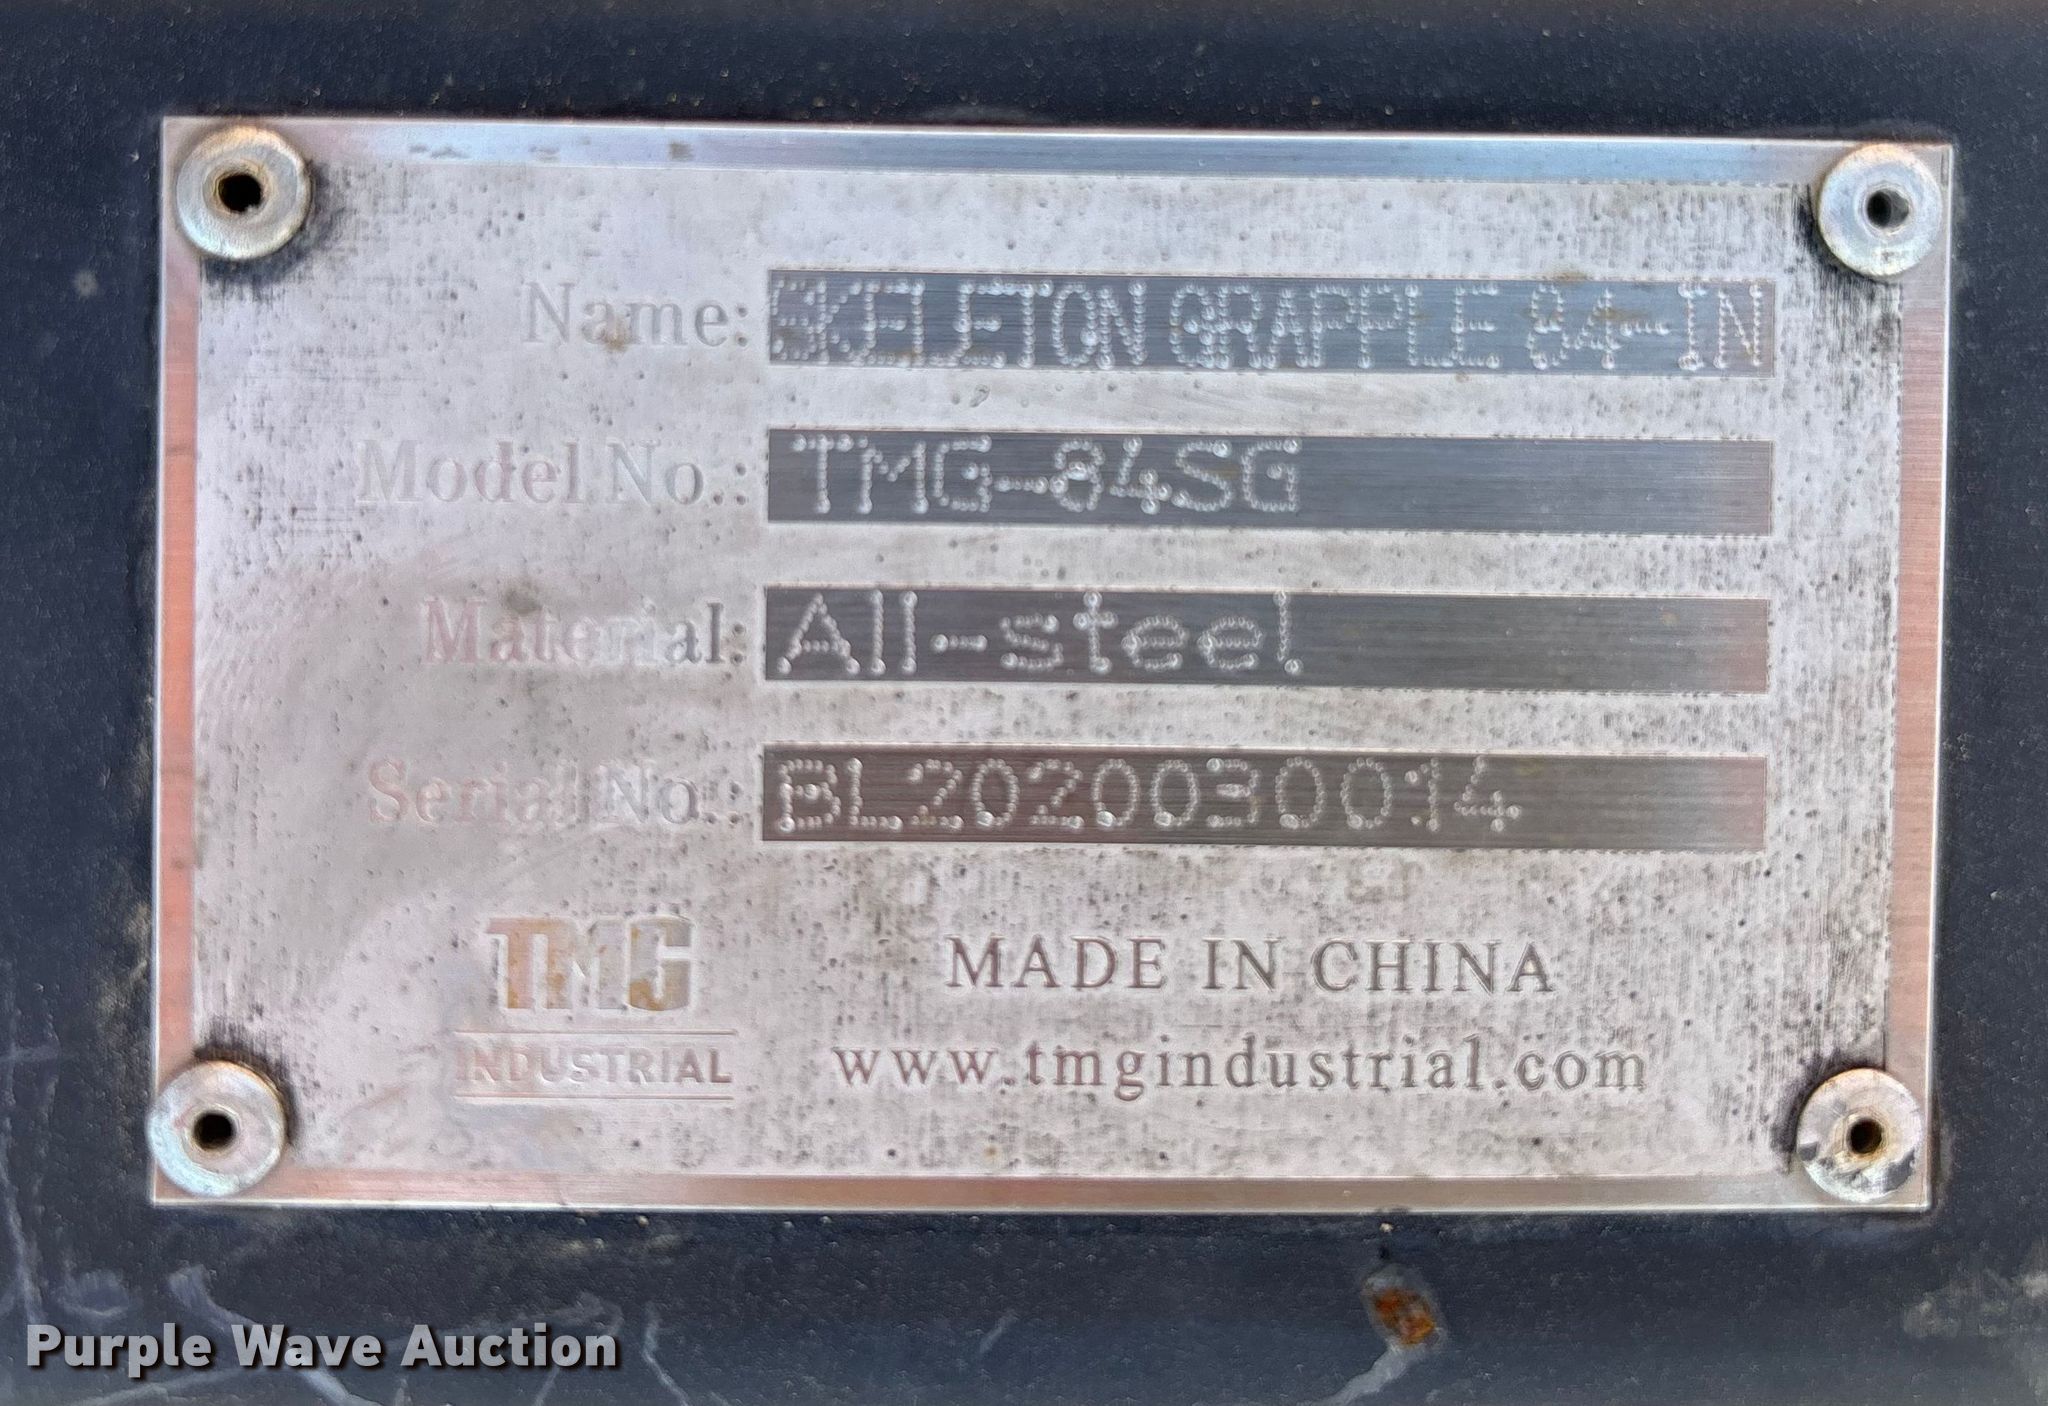 Name: SKELETON GRAPPLE 84-IN
Model No.: TMG-84SG
Material: All-steel
Serial No.: BL2020030014
TMG
INDUSTRIAL
MADE IN CHINA
www.tmgindustrial.com
Purple Wave Auction